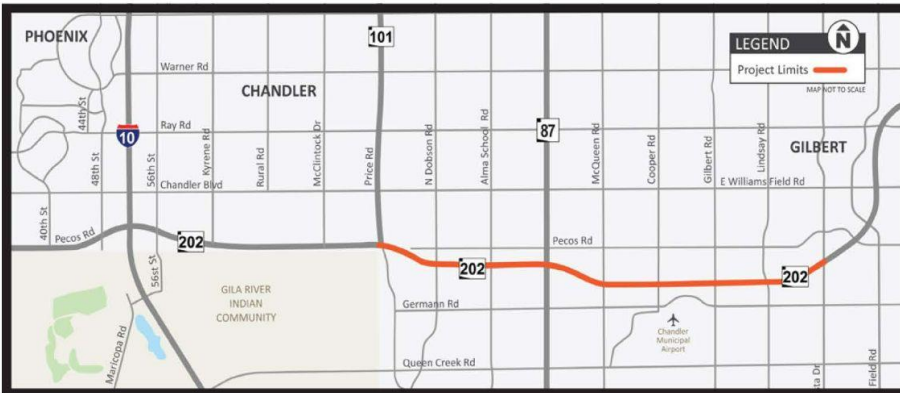 PHOENIX
101
LEGEND
N
Project Limits
MAP NOT TO SCALE
Warner Rd
CHANDLER
44th St
Ray Rd
10
48th St
56th St
Kyrene Rd
Rural Rd
McClintock Dr
Price Rd
N Dobson Rd
Alma School Rd
87
McQueen Rd
Cooper Rd
Gilbert Rd
Lindsay Rd
GILBERT
Chandler Blvd
E Williams Field Rd
40th St
Pecos Rd
202
Pecos Rd
202
202
56st St
GILA RIVER
INDIAN
COMMUNITY
Germann Rd
Chandler
Municipal
Airport
Maricopa Rd
Queen Creek Rd
ta Dr
Field Rd